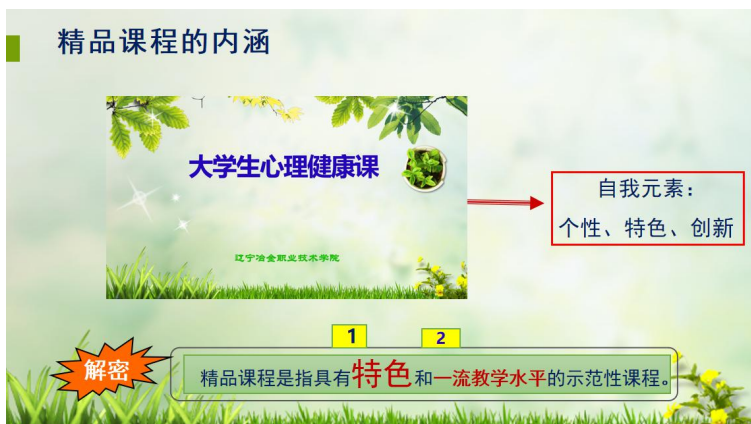 精品课程的内涵
大学生心理健康课
辽宁冶金职业技术学院
自我元素：
个性、特色、创新
1
2
解密
精品课程是指具有特色和一流教学水平的示范性课程。